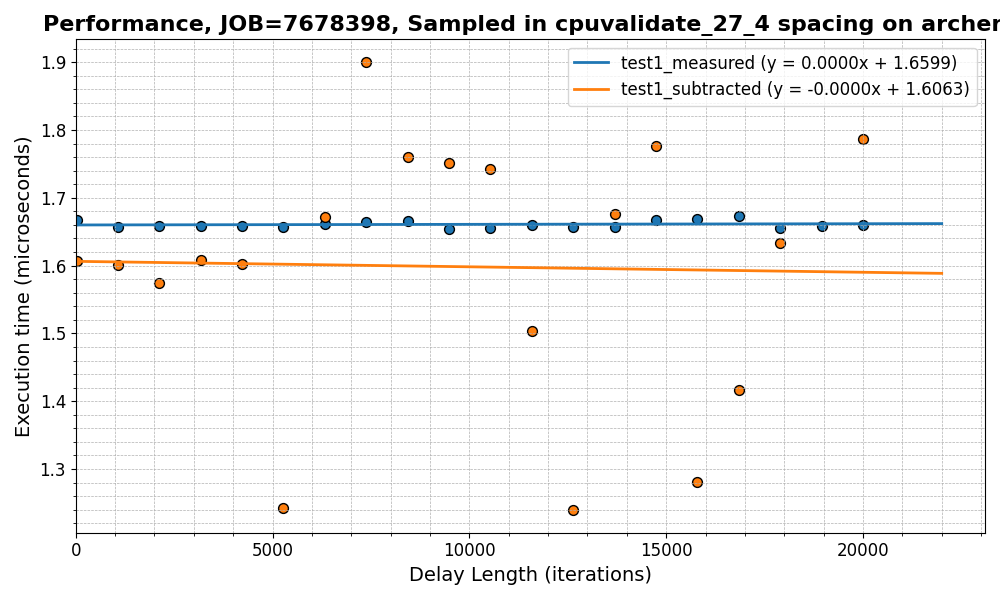 Performance, JOB=7678398, Sampled in cpuvalidate_27_4 spacing on archer
test1_measured (y = 0.0000x + 1.6599)
test1_subtracted (y = -0.0000x + 1.6063)
Execution time (microseconds)
1.9
1.8
1.7
1.6
1.5
1.4
1.3
0 5000 10000 15000 20000
Delay Length (iterations)